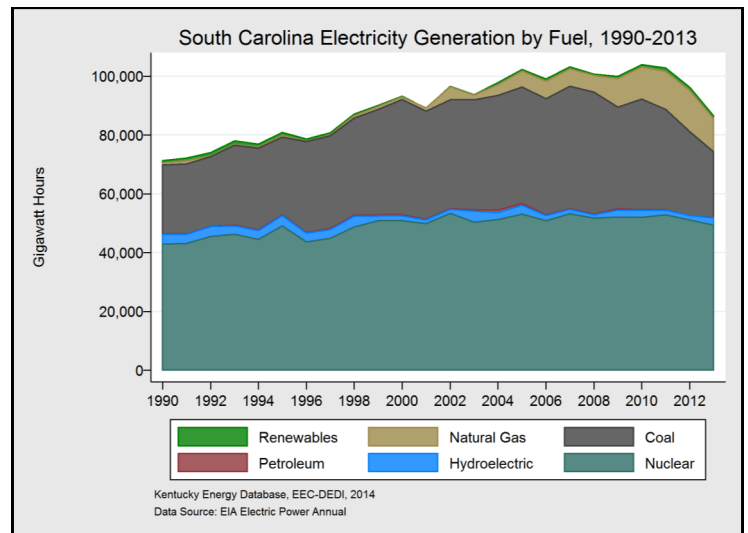 South Carolina Electricity Generation by Fuel, 1990-2013
Gigawatt Hours
100,000
80,000
60,000
40,000
20,000
0
1990 1992 1994 1996 1998 2000 2002 2004 2006 2008 2010 2012
Renewables Natural Gas Coal
Petroleum Hydroelectric Nuclear
Kentucky Energy Database, EEC-DEDI, 2014
Data Source: EIA Electric Power Annual